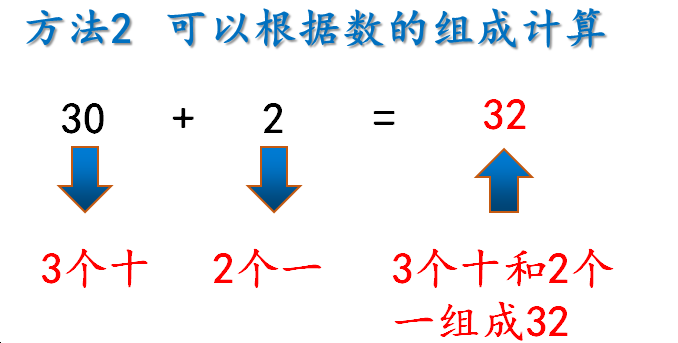 方法2 可以根据数的组成计算
30 + 2 = 32
3个十 2个一 3个十和2个
一组成32